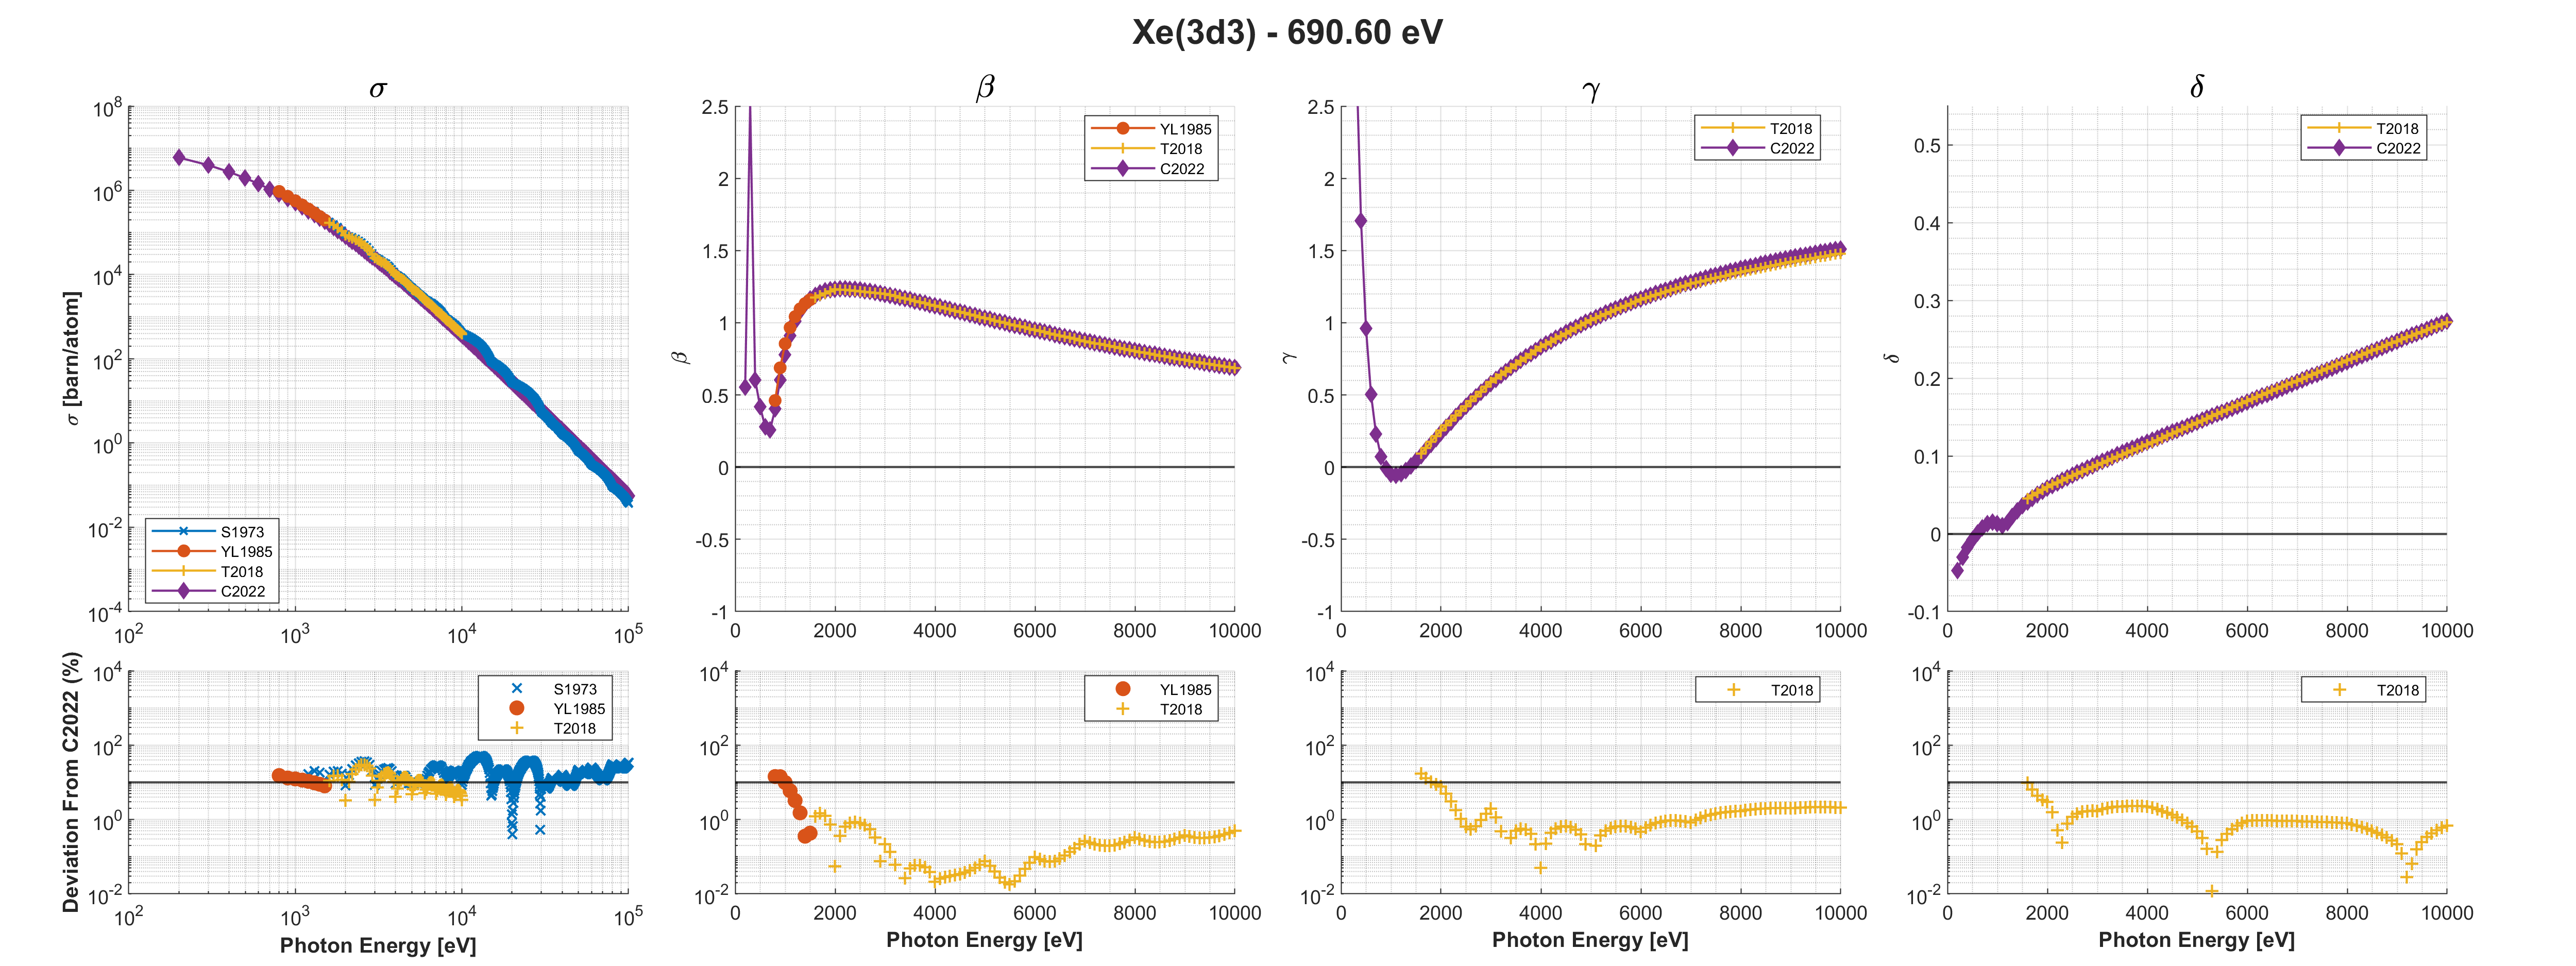 Xe(3d3) - 690.60 eV
σ
β
γ
δ
σ [barn/atom]
10^8
10^6
10^4
10^2
10^0
10^-2
10^-4
10^2 10^3 10^4 10^5
S1973
YL1985
T2018
C2022
β
2.5
2
1.5
1
0.5
0
-0.5
-1
0 2000 4000 6000 8000 10000
YL1985
T2018
C2022
γ
2.5
2
1.5
1
0.5
0
-0.5
-1
0 2000 4000 6000 8000 10000
T2018
C2022
δ
0.5
0.4
0.3
0.2
0.1
0
-0.1
0 2000 4000 6000 8000 10000
T2018
C2022
Deviation From C2022 (%)
10^4
10^2
10^0
10^-2
10^2 10^3 10^4 10^5
Photon Energy [eV]
S1973
YL1985
T2018
10^4
10^2
10^0
10^-2
0 2000 4000 6000 8000 10000
Photon Energy [eV]
YL1985
T2018
10^4
10^2
10^0
10^-2
0 2000 4000 6000 8000 10000
Photon Energy [eV]
T2018
10^4
10^2
10^0
10^-2
0 2000 4000 6000 8000 10000
Photon Energy [eV]
T2018